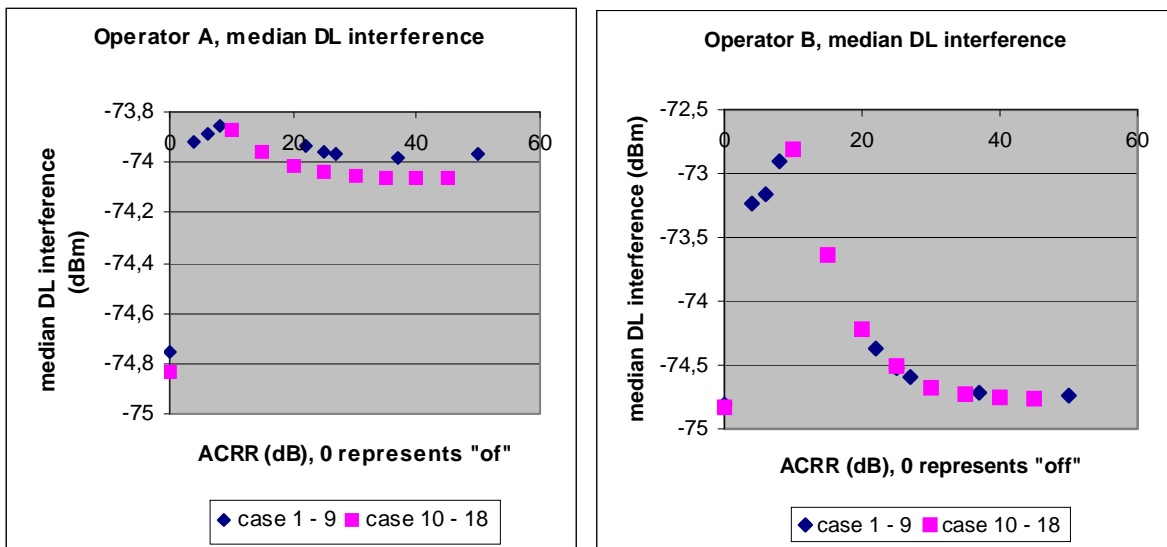 Operator A, median DL interference
-73,8
0
20
40
60
-74
-74,2
-74,4
-74,6
-74,8
-75
median DL interference
(dBm)
ACRR (dB), 0 represents "of"
case 1 - 9
case 10 - 18
Operator B, median DL interference
-72,5
0
20
40
60
-73
-73,5
-74
-74,5
-75
median DL interference (dBm)
ACRR (dB), 0 represents "off"
case 1 - 9
case 10 - 18